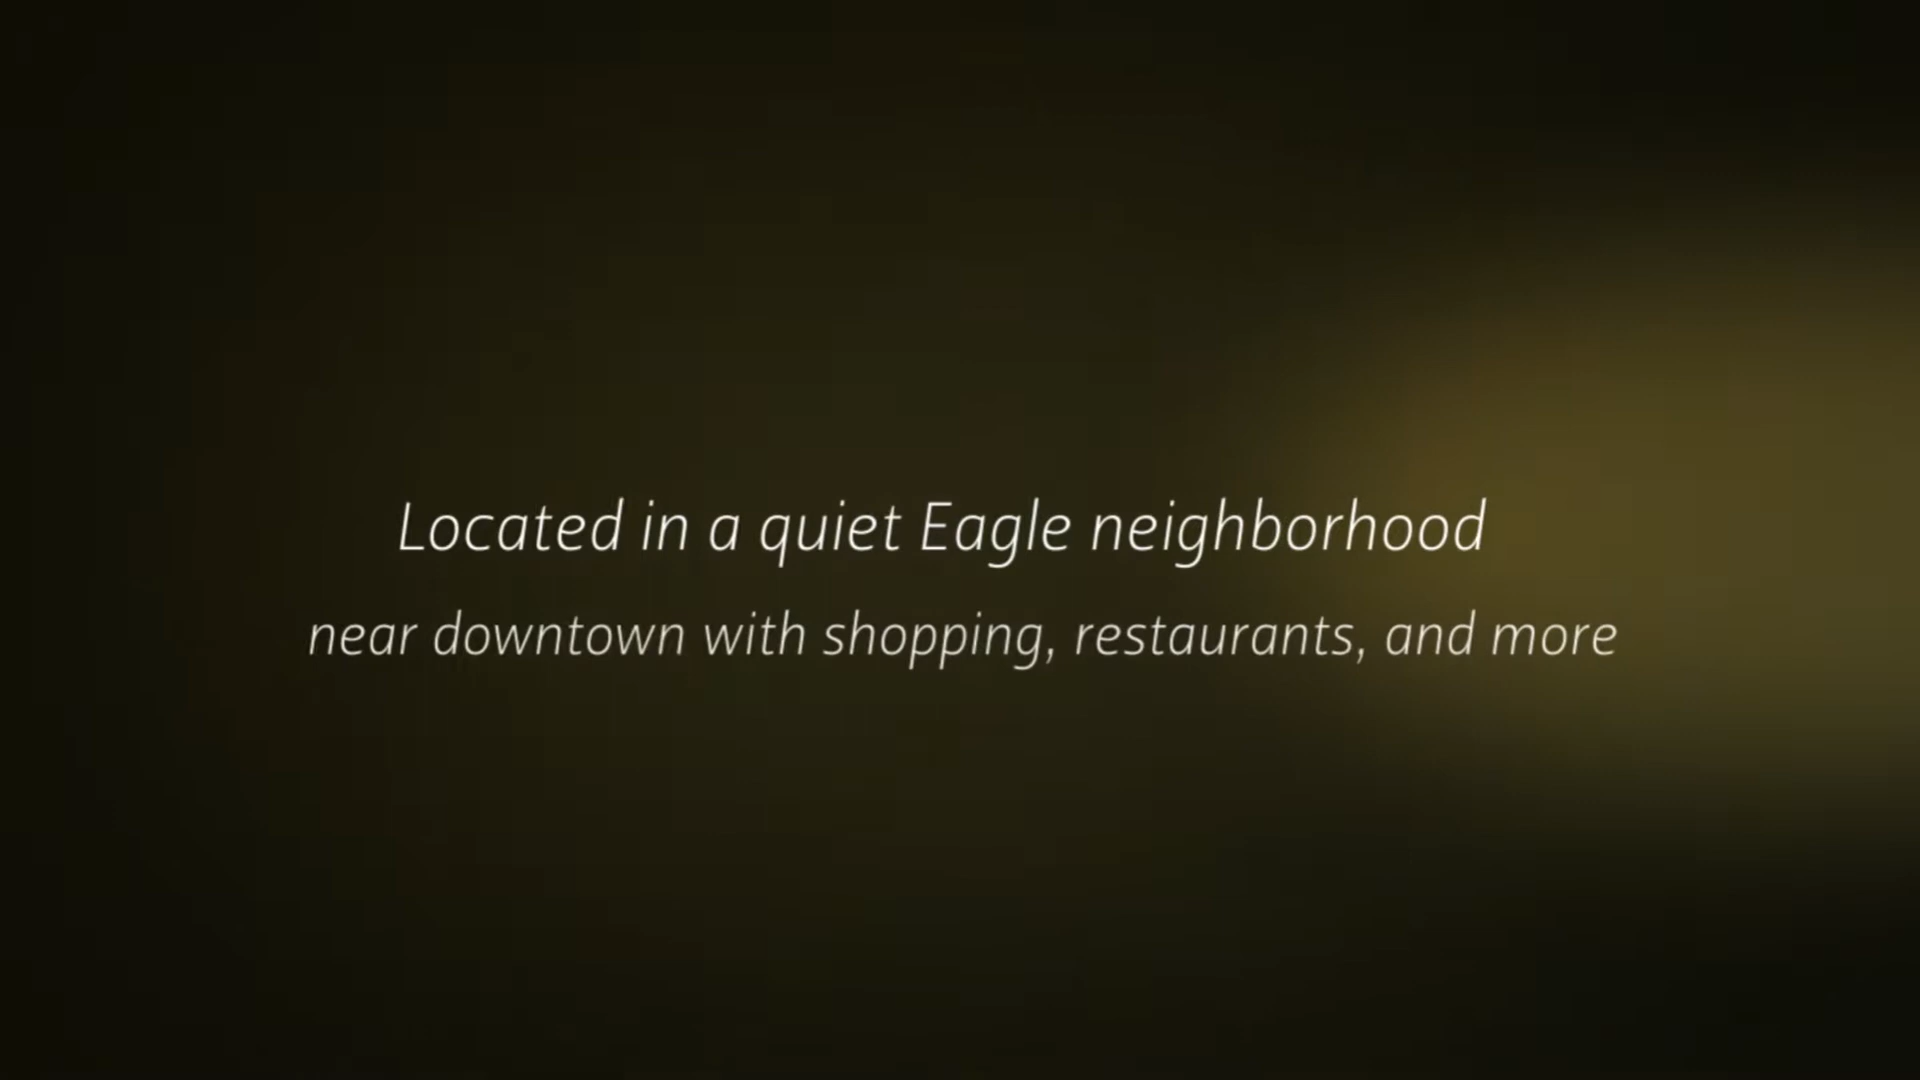 Located in a quiet Eagle neighborhood
near downtown with shopping, restaurants, and more